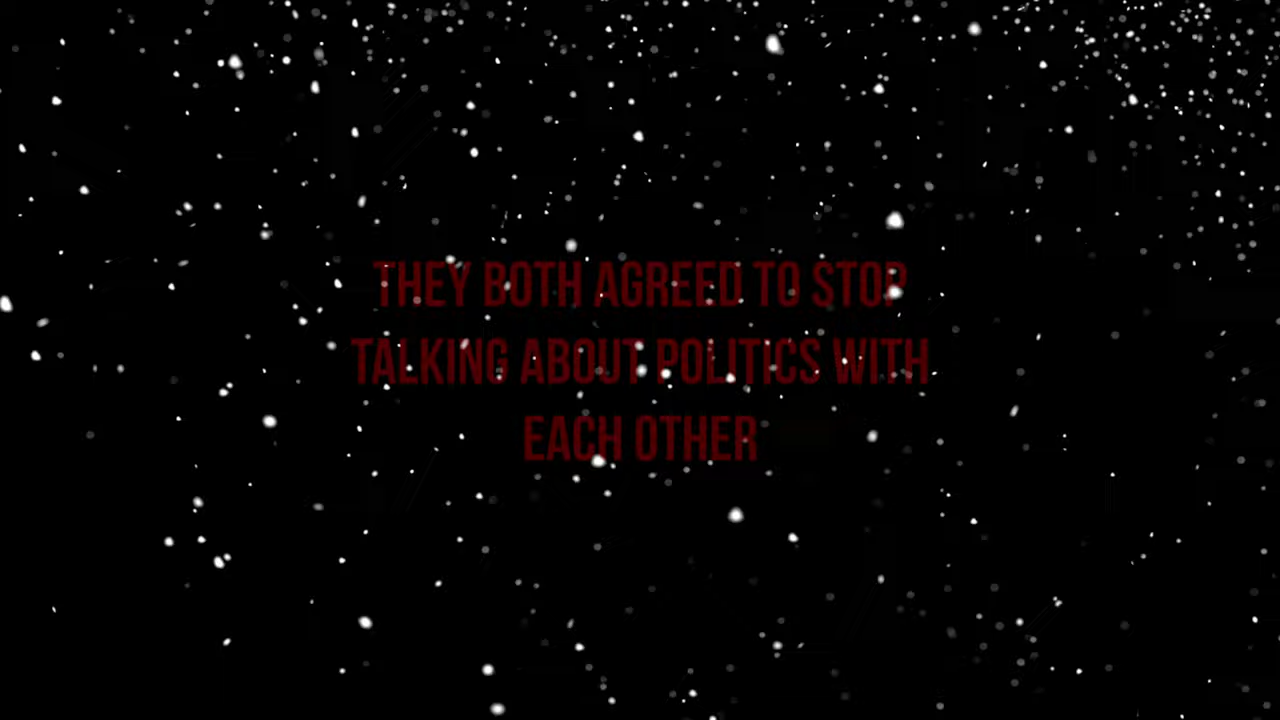 THEY BOTH AGREED TO STOP
TALKING ABOUT POLITICS WITH
EACH OTHER